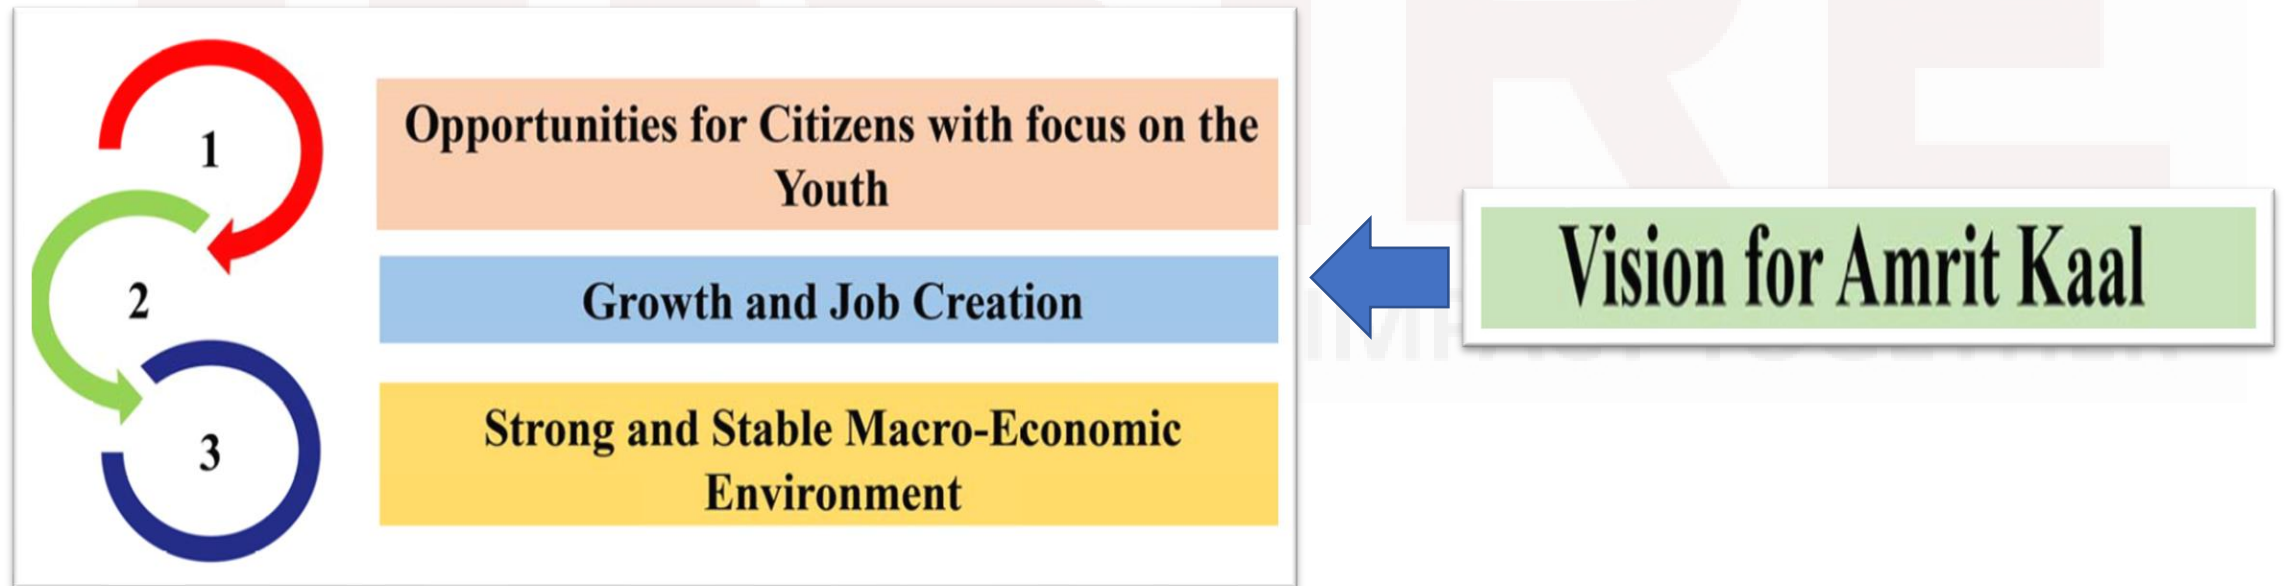 1
Opportunities for Citizens with focus on the
Youth
2
Growth and Job Creation
3
Strong and Stable Macro-Economic
Environment
Vision for Amrit Kaal